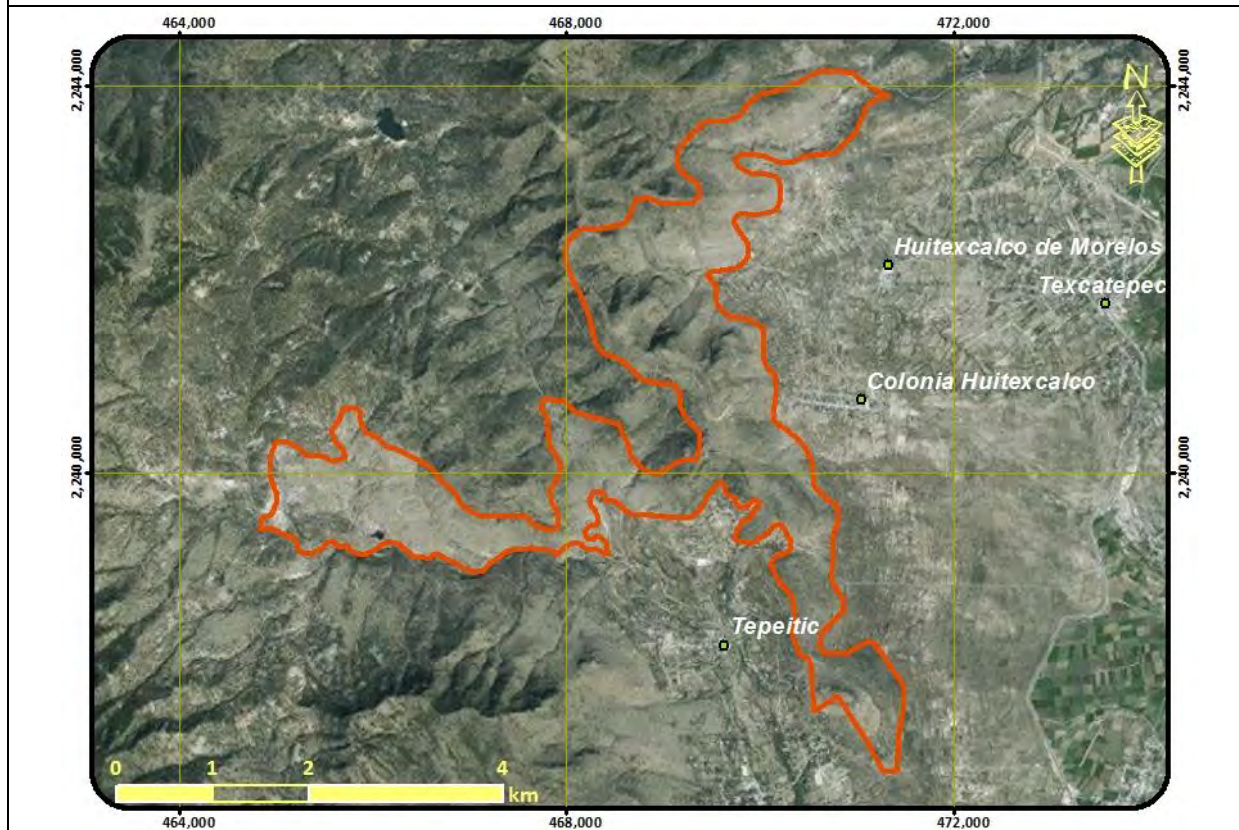 464,000 468,000 472,000
2,244,000 2,244,000
N
Huitexcalco de Morelos
Texcatepec
Colonia Huitexcalco
2,240,000 2,240,000
Tepeitic
0 1 2 4
km
464,000 468,000 472,000